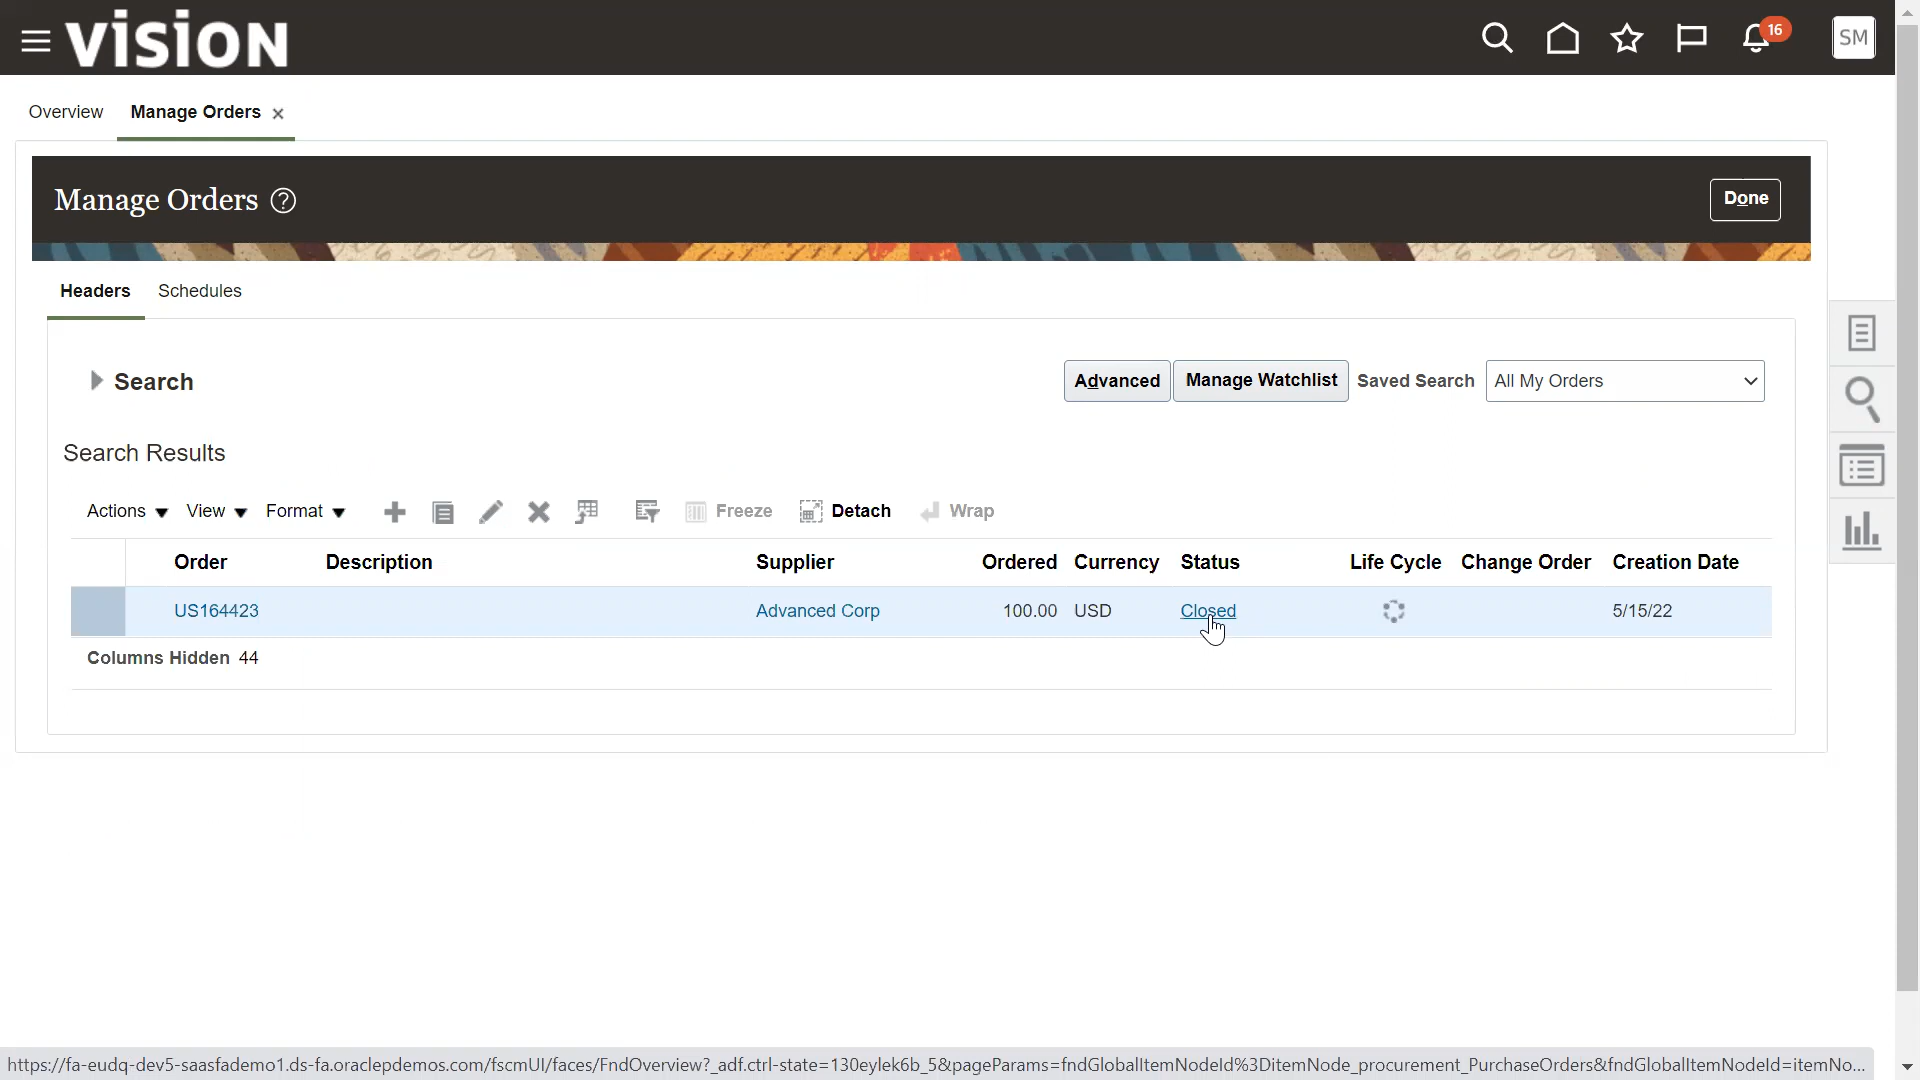 vision
16
SM
Overview Manage Orders ×
Manage Orders ?
Done
Headers Schedules
Search
Advanced Manage Watchlist Saved Search All My Orders
Search Results
Actions View Format Freeze Detach Wrap
Order Description Supplier Ordered Currency Status Life Cycle Change Order Creation Date
US164423 Advanced Corp 100.00 USD Closed 5/15/22
Columns Hidden 44
https://fa-eudq-dev5-saasfademo1.ds-fa.oraclepdemos.com/fscmUI/faces/FndOverview?_adf.ctrl-state=130eylek6b_5&pageParams=fndGlobalItemNodeId%3DitemNode_procurement_PurchaseOrders&fndGlobalItemNodeId=itemNo...